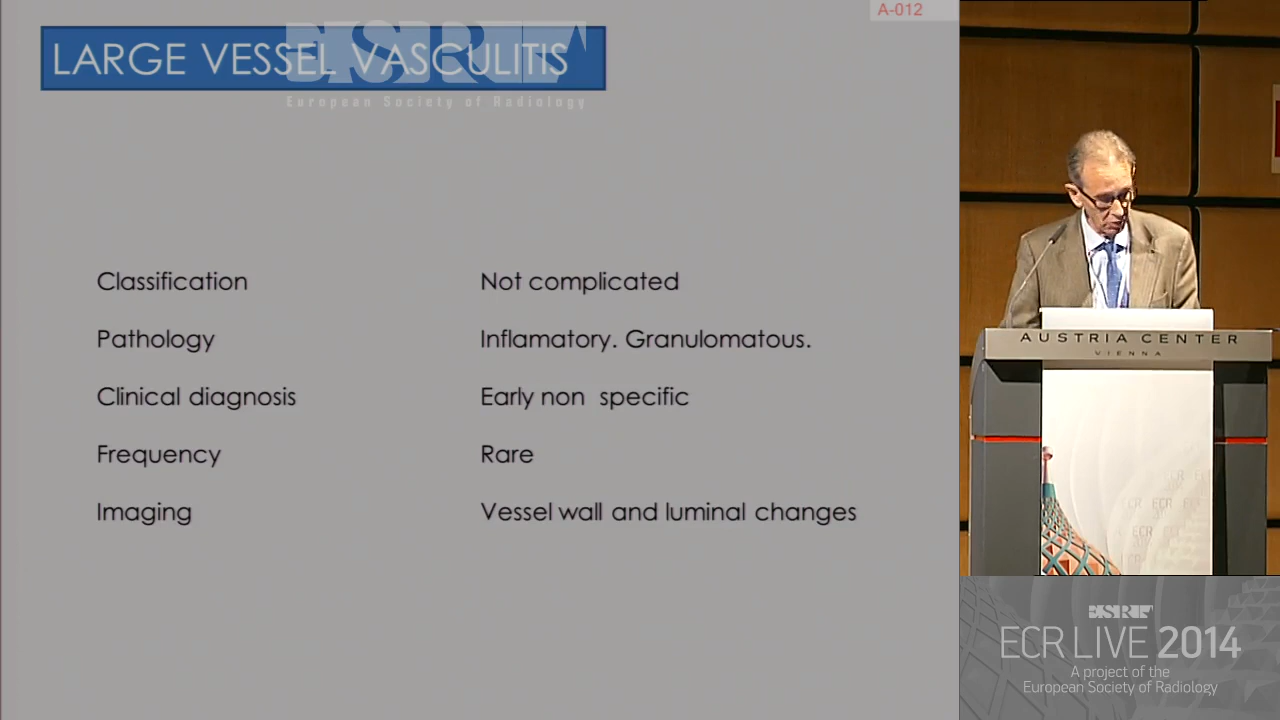 A-012
LARGE VESSEL VASCULITIS
ESR
European Society of Radiology
Classification Not complicated
Pathology Inflamatory. Granulomatous.
Clinical diagnosis Early non specific
Frequency Rare
Imaging Vessel wall and luminal changes
AUSTRIA CENTER
VIENNA
ESR
ECR LIVE 2014
A project of the
European Society of Radiology